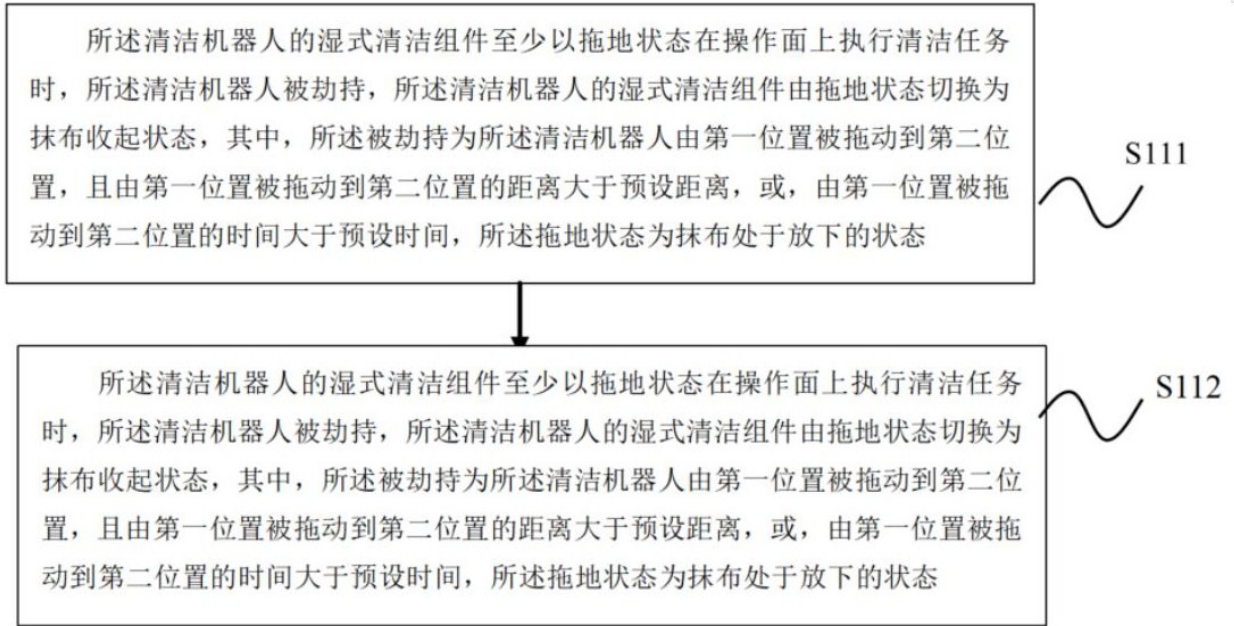 所述清洁机器人的湿式清洁组件至少以拖地状态在操作面上执行清洁任务
时，所述清洁机器人被劫持，所述清洁机器人的湿式清洁组件由拖地状态切换为
抹布收起状态，其中，所述被劫持为所述清洁机器人由第一位置被拖动到第二位
置，且由第一位置被拖动到第二位置的距离大于预设距离，或，由第一位置被拖
动到第二位置的时间大于预设时间，所述拖地状态为抹布处于放下的状态
S111
所述清洁机器人的湿式清洁组件至少以拖地状态在操作面上执行清洁任务
时，所述清洁机器人被劫持，所述清洁机器人的湿式清洁组件由拖地状态切换为
抹布收起状态，其中，所述被劫持为所述清洁机器人由第一位置被拖动到第二位
置，且由第一位置被拖动到第二位置的距离大于预设距离，或，由第一位置被拖
动到第二位置的时间大于预设时间，所述拖地状态为抹布处于放下的状态
S112